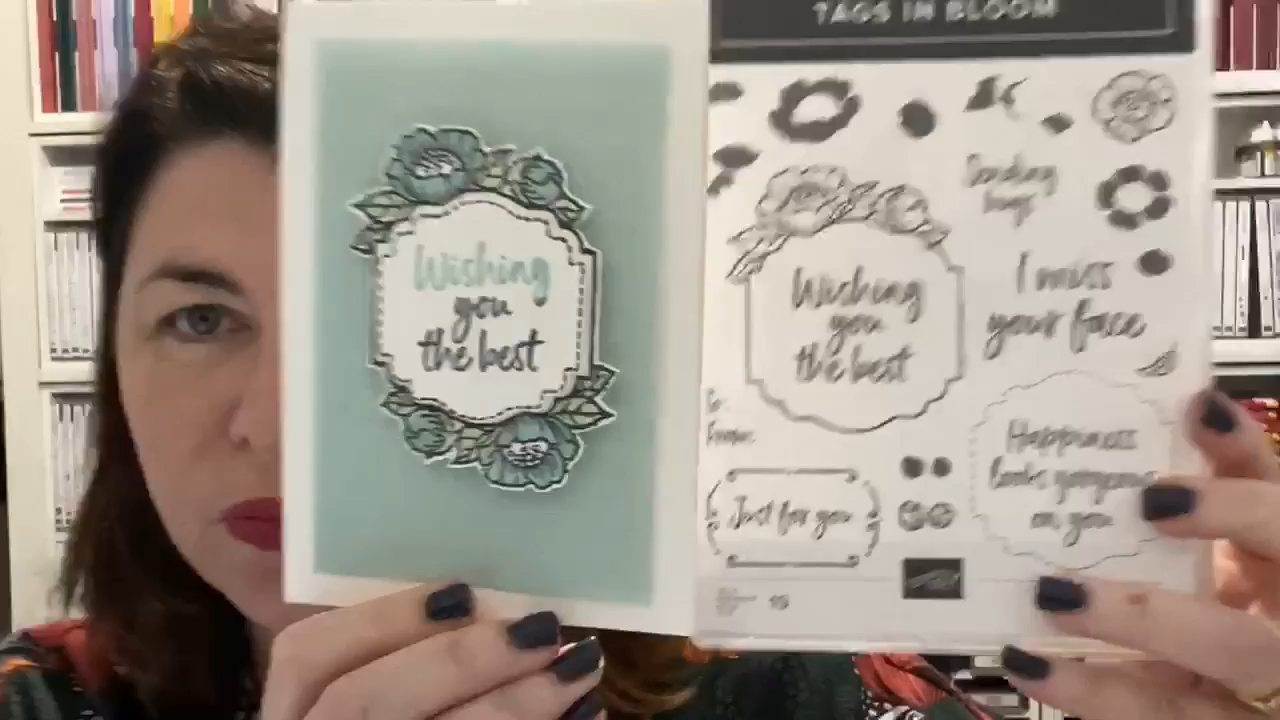 TAGS IN BLOOM
Wishing
you
the best
Sending
hugs
Wishing
you
the best
I miss
your face
To:
From:
Just for you
Happiness
looks gorgeous
on you